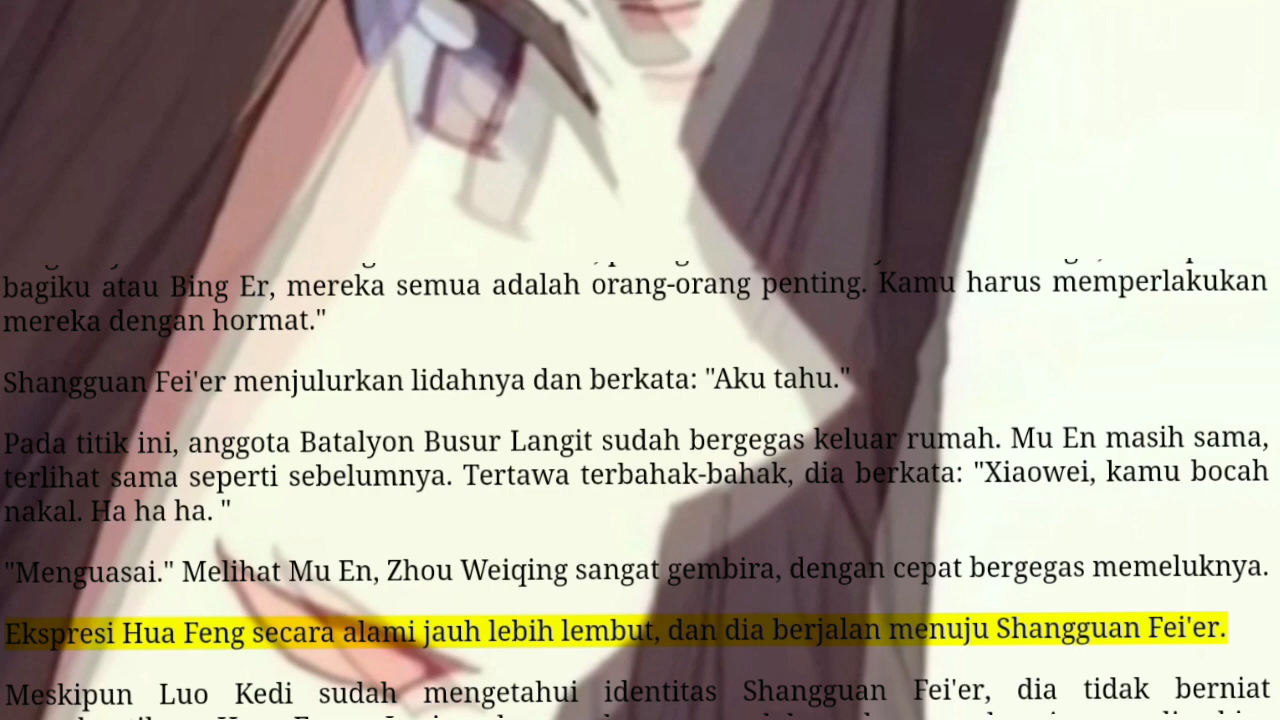 bagiku atau Bing Er, mereka semua adalah orang-orang penting. Kamu harus memperlakukan
mereka dengan hormat."
Shangguan Fei'er menjulurkan lidahnya dan berkata: "Aku tahu."
Pada titik ini, anggota Batalyon Busur Langit sudah bergegas keluar rumah. Mu En masih sama,
terlihat sama seperti sebelumnya. Tertawa terbahak-bahak, dia berkata: "Xiaowei, kamu bocah
nakal. Ha ha ha. "
"Menguasai." Melihat Mu En, Zhou Weiqing sangat gembira, dengan cepat bergegas memeluknya.
Ekspresi Hua Feng secara alami jauh lebih lembut, dan dia berjalan menuju Shangguan Fei'er.
Meskipun Luo Kedi sudah mengetahui identitas Shangguan Fei'er, dia tidak berniat